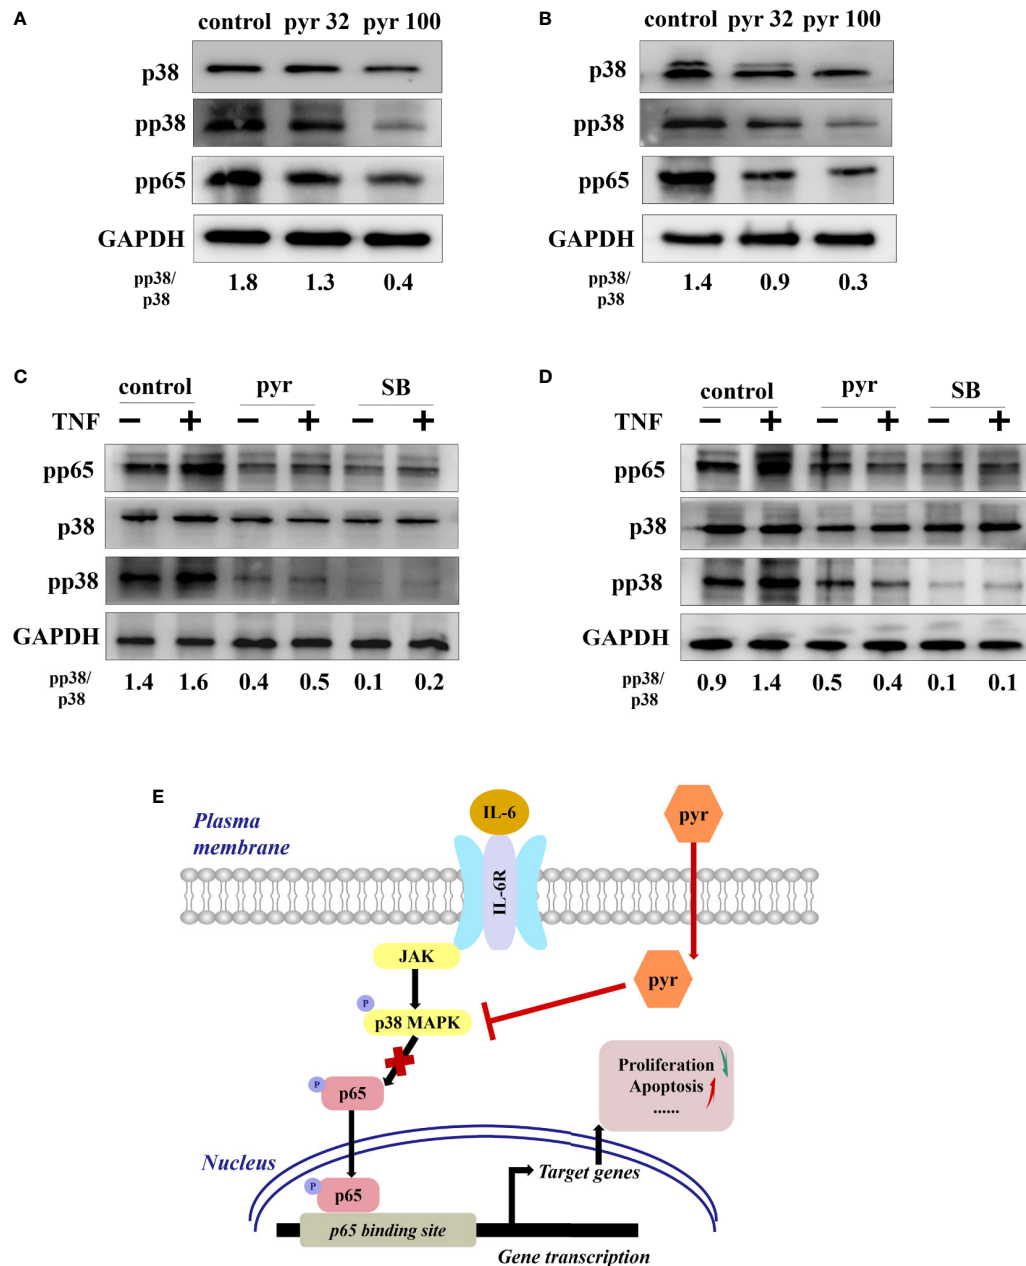 A
control pyr 32 pyr 100
p38
pp38
pp65
GAPDH
pp38/
p38
1.8 1.3 0.4
B
control pyr 32 pyr 100
p38
pp38
pp65
GAPDH
pp38/
p38
1.4 0.9 0.3
C
control pyr SB
TNF − + − + − +
pp65
p38
pp38
GAPDH
pp38/
p38
1.4 1.6 0.4 0.5 0.1 0.2
D
control pyr SB
TNF − + − + − +
pp65
p38
pp38
GAPDH
pp38/
p38
0.9 1.4 0.5 0.4 0.1 0.1
E
Plasma
membrane
IL-6
IL-6R
pyr
JAK
pyr
P
p38 MAPK
Proliferation
Apoptosis
......
P
p65
Nucleus
P
p65
Target genes
p65 binding site
Gene transcription